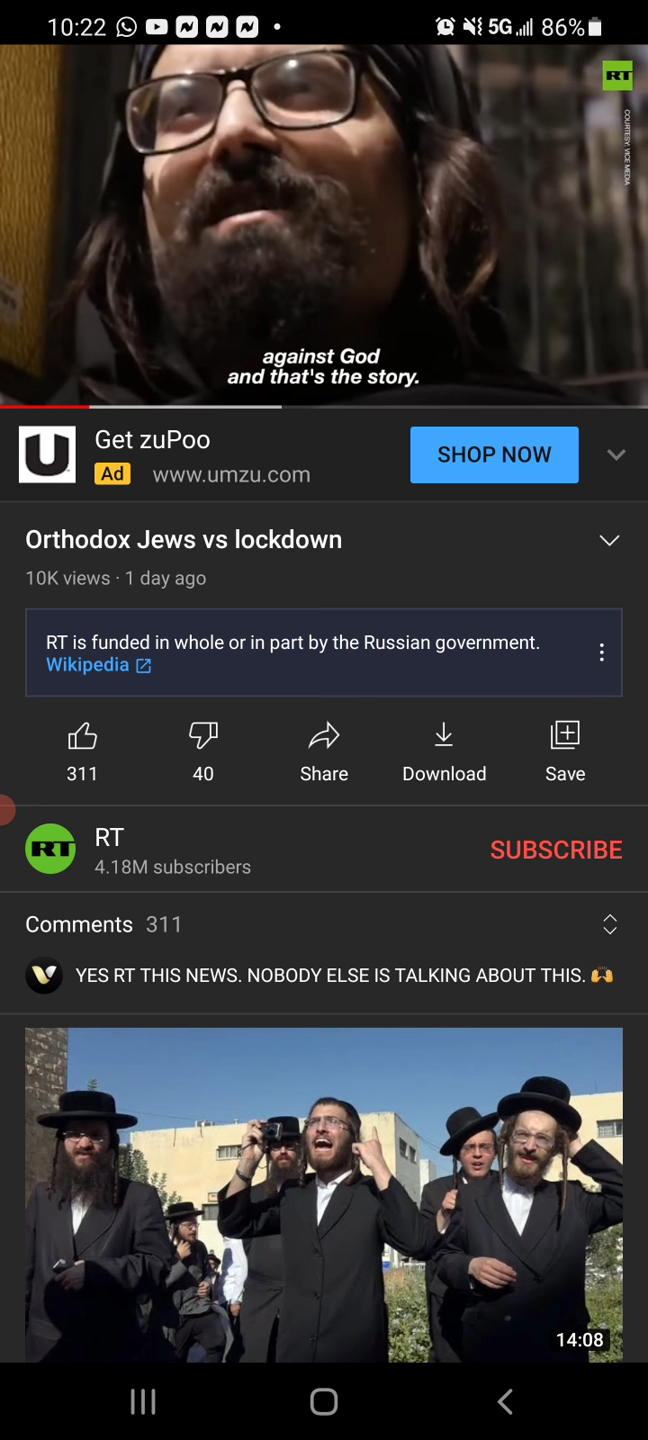 10:22
5G
86%
RT
COURTESY: VICE MEDIA
against God
and that's the story.
Get zuPoo
Ad www.umzu.com
SHOP NOW
Orthodox Jews vs lockdown
10K views · 1 day ago
RT is funded in whole or in part by the Russian government.
Wikipedia
311
40
Share
Download
Save
RT
RT
4.18M subscribers
SUBSCRIBE
Comments 311
YES RT THIS NEWS. NOBODY ELSE IS TALKING ABOUT THIS. 🙌
14:08